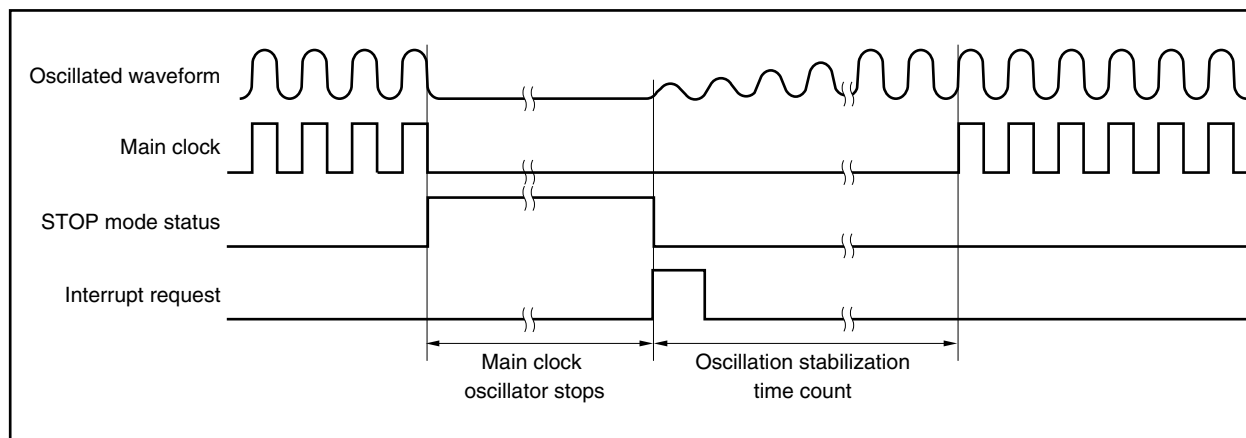 Oscillated waveform
Main clock
STOP mode status
Interrupt request
Main clock
oscillator stops
Oscillation stabilization
time count